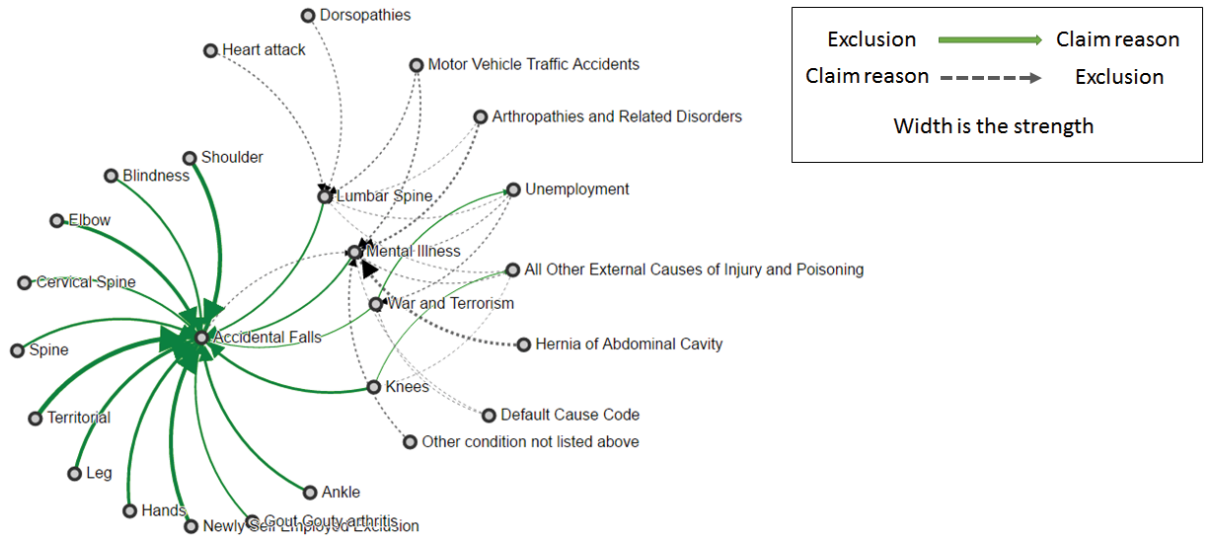 Dorsopathies
Heart attack
Motor Vehicle Traffic Accidents
Arthropathies and Related Disorders
Shoulder
Blindness
Unemployment
Lumbar Spine
Elbow
Mental Illness
All Other External Causes of Injury and Poisoning
Cervical Spine
War and Terrorism
Accidental Falls
Hernia of Abdominal Cavity
Spine
Knees
Territorial
Default Cause Code
Other condition not listed above
Leg
Ankle
Hands
Gout Gouty arthritis
Newly Self Employed Exclusion
Exclusion Claim reason
Claim reason Exclusion
Width is the strength